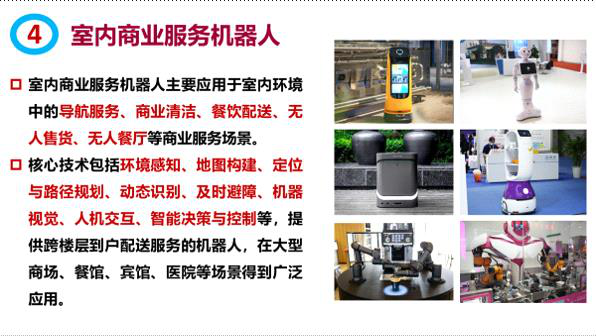 4 室内商业服务机器人
室内商业服务机器人主要应用于室内环境
中的导航服务、商业清洁、餐饮配送、无
人售货、无人餐厅等商业服务场景。
核心技术包括环境感知、地图构建、定位
与路径规划、动态识别、及时避障、机器
视觉、人机交互、智能决策与控制等，提
供跨楼层到户配送服务的机器人，在大型
商场、餐馆、宾馆、医院等场景得到广泛
应用。